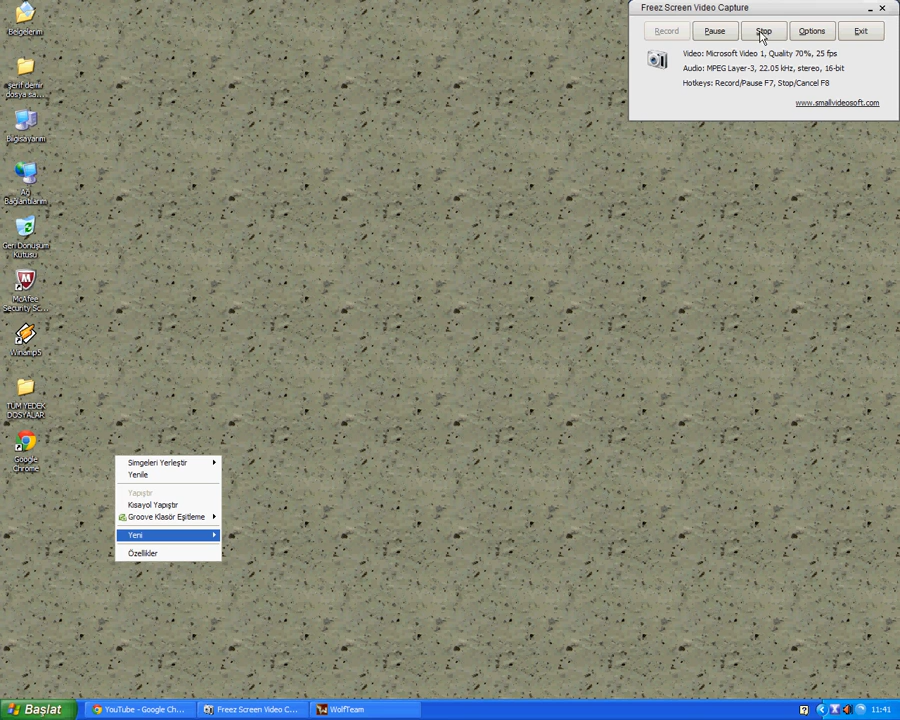 Freez Screen Video Capture
Record
Pause
Stop
Options
Exit
Video: Microsoft Video 1, Quality 70%, 25 fps
Audio: MPEG Layer-3, 22.05 kHz, stereo, 16-bit
Hotkeys: Record/Pause F7, Stop/Cancel F8
www.smallvideosoft.com
Belgelerim
şerif demir
dosya sa...
Bilgisayarım
Ağ
Bağlantılarım
Geri Dönüşüm
Kutusu
McAfee
Security Sc...
Winamp5
TÜM YEDEK
DOSYALAR
Google
Chrome
Simgeleri Yerleştir
Yenile
Yapıştır
Kısayol Yapıştır
Groove Klasör Eşitleme
Yeni
Özellikler
Başlat
YouTube - Google Ch...
Freez Screen Video C...
WolfTeam
11:41